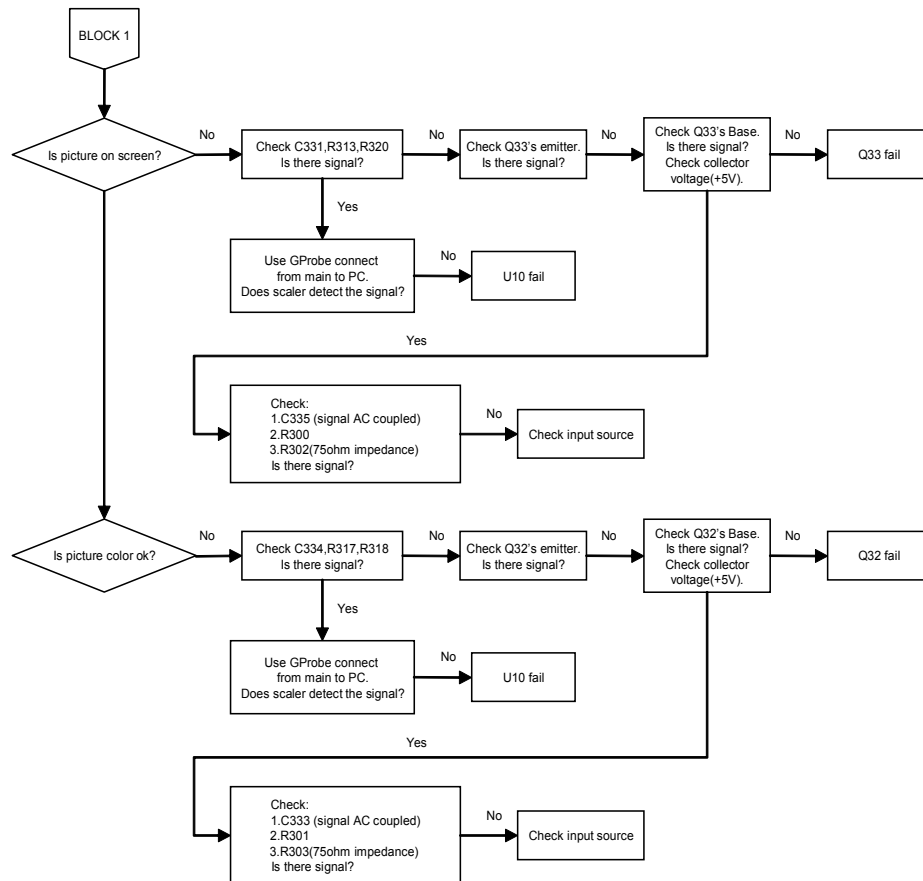 BLOCK 1
Is picture on screen?
No
Check C331,R313,R320
Is there signal?
No
Check Q33's emitter.
Is there signal?
No
Check Q33's Base.
Is there signal?
Check collector
voltage(+5V).
No
Q33 fail
Yes
Use GProbe connect
from main to PC.
Does scaler detect the signal?
No
U10 fail
Yes
Check:
1.C335 (signal AC coupled)
2.R300
3.R302(75ohm impedance)
Is there signal?
No
Check input source
Is picture color ok?
No
Check C334,R317,R318
Is there signal?
No
Check Q32's emitter.
Is there signal?
No
Check Q32's Base.
Is there signal?
Check collector
voltage(+5V).
No
Q32 fail
Yes
Use GProbe connect
from main to PC.
Does scaler detect the signal?
No
U10 fail
Yes
Check:
1.C333 (signal AC coupled)
2.R301
3.R303(75ohm impedance)
Is there signal?
No
Check input source